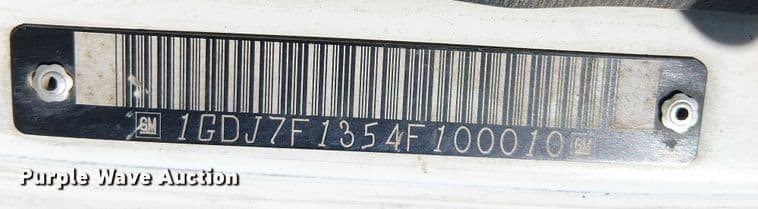 GM 1GDJ7F1354F100010 GM
Purple Wave Auction